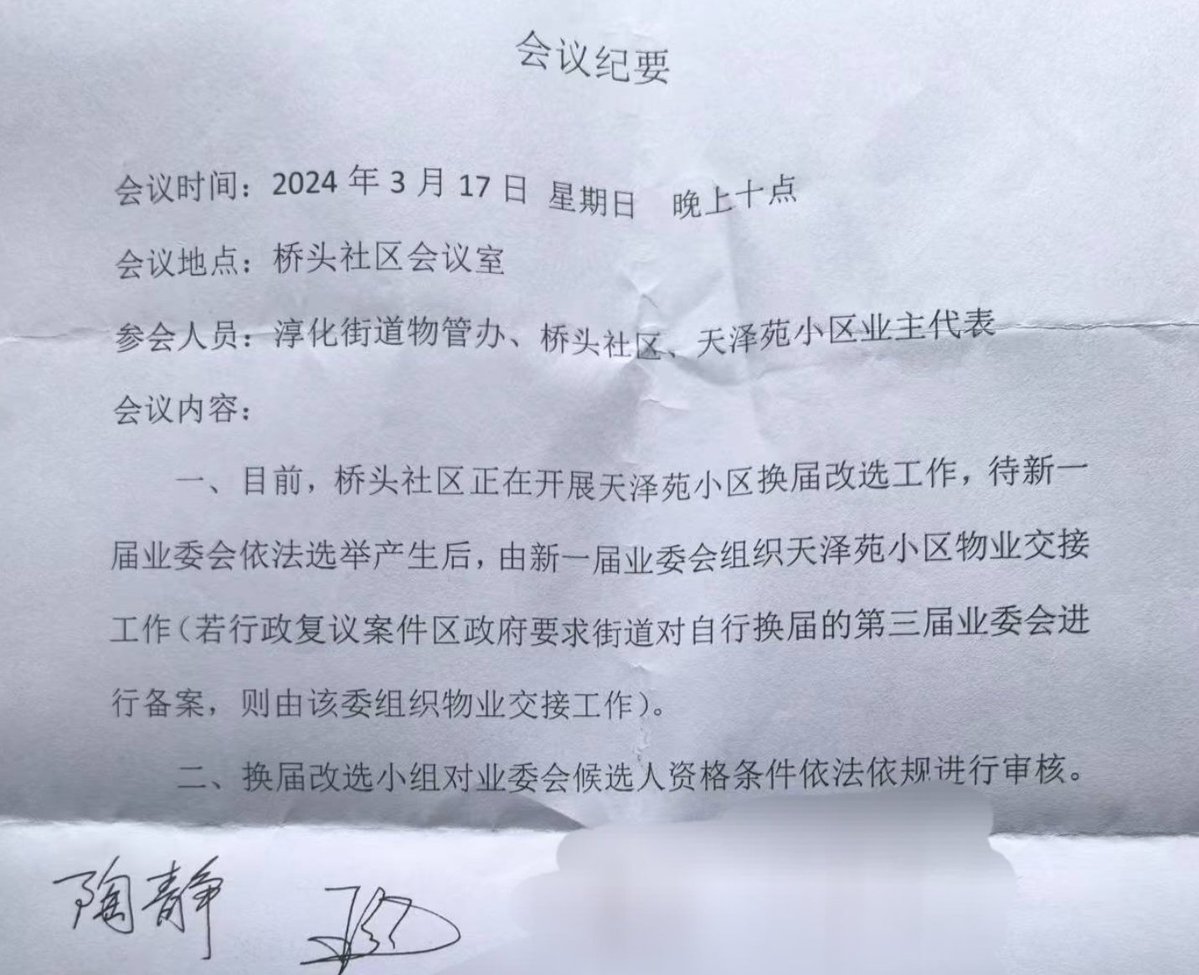 会议纪要
会议时间：2024 年 3 月 17 日 星期日 晚上十点
会议地点：桥头社区会议室
参会人员：淳化街道物管办、桥头社区、天泽苑小区业主代表
会议内容：
一、目前，桥头社区正在开展天泽苑小区换届改选工作，待新一
届业委会依法选举产生后，由新一届业委会组织天泽苑小区物业交接
工作（若行政复议案件区政府要求街道对自行换届的第三届业委会进
行备案，则由该委组织物业交接工作）。
二、换届改选小组对业委会候选人资格条件依法依规进行审核。
陶静